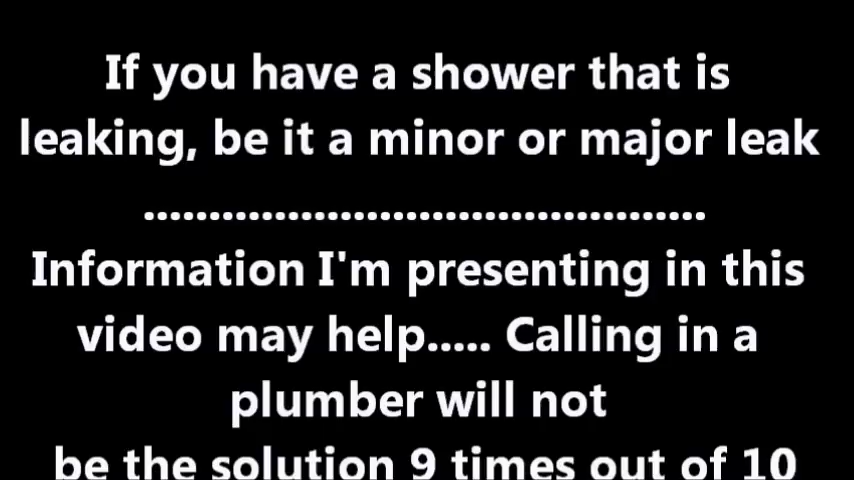 If you have a shower that is
leaking, be it a minor or major leak
...........................................
Information I'm presenting in this
video may help..... Calling in a
plumber will not
be the solution 9 times out of 10